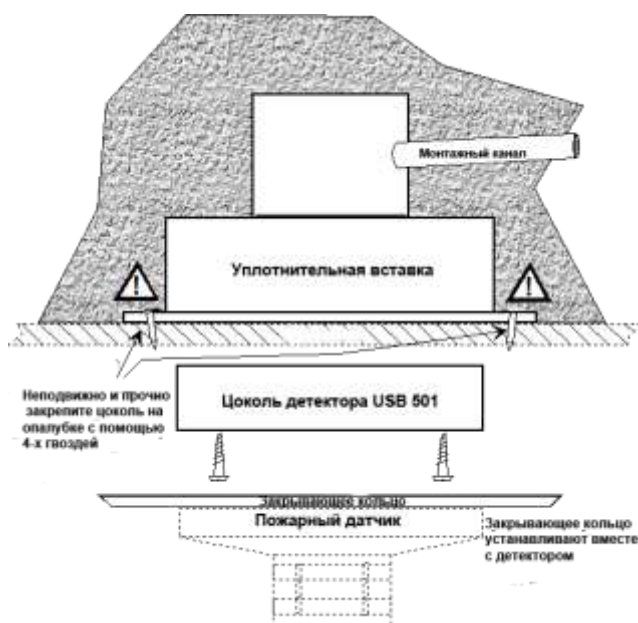 Монтажный канал
Уплотнительная вставка
!
!
Неподвижно и прочно
закрепите цоколь на
опалубке с помощью
4-х гвоздей
Цоколь детектора USB 501
Закрывающее кольцо
Пожарный датчик
Закрывающее кольцо
устанавливают вместе
с детектором